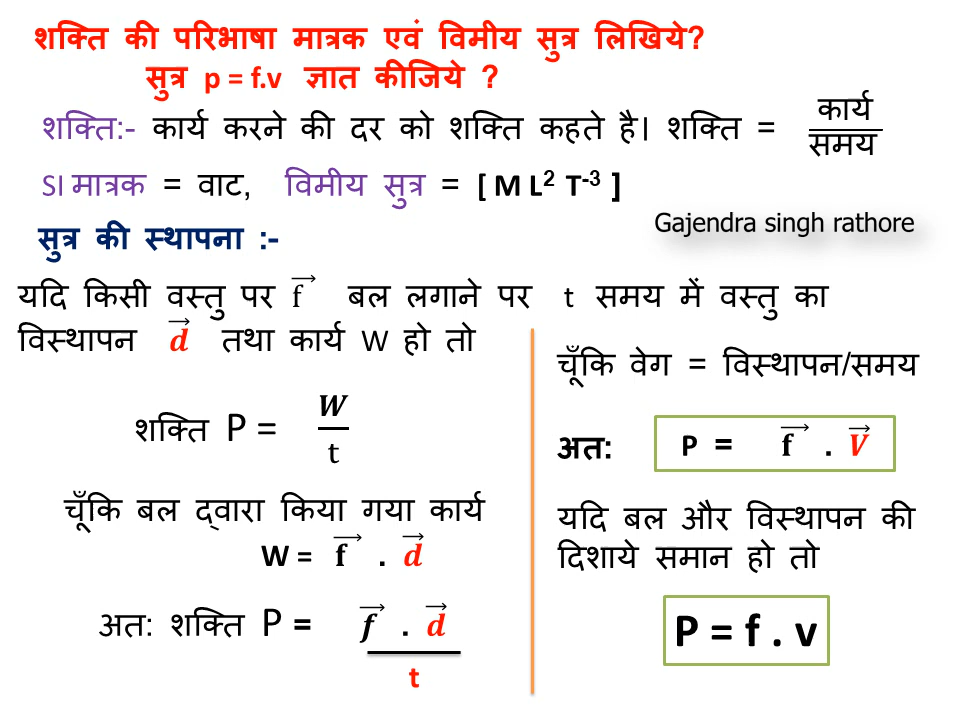 शक्ति की परिभाषा मात्रक एवं विमीय सुत्र लिखिये?
सुत्र p = f.v ज्ञात कीजिये ?
शक्ति:- कार्य करने की दर को शक्ति कहते है। शक्ति = कार्य / समय
SI मात्रक = वाट, विमीय सुत्र = [ M L² T⁻³ ]
Gajendra singh rathore
सुत्र की स्थापना :-
यदि किसी वस्तु पर f⃗ बल लगाने पर t समय में वस्तु का
विस्थापन d⃗ तथा कार्य W हो तो
शक्ति P = W / t
चूँकि बल द्वारा किया गया कार्य
W = f⃗ . d⃗
अत: शक्ति P = f⃗ . d⃗ / t
चूँकि वेग = विस्थापन/समय
अत: P = f⃗ . V⃗
यदि बल और विस्थापन की
दिशाये समान हो तो
P = f . v